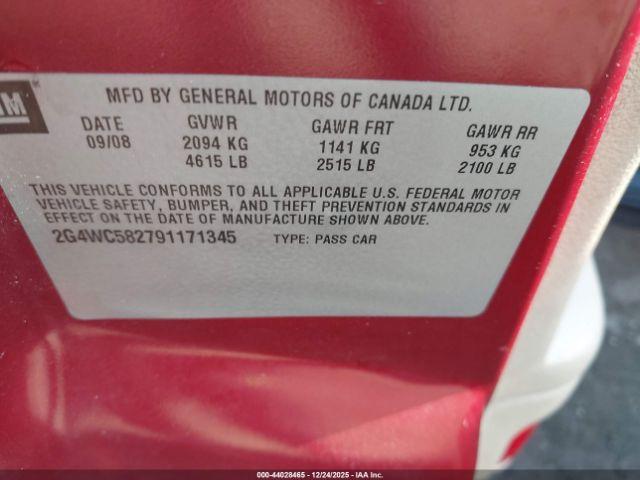 GM
MFD BY GENERAL MOTORS OF CANADA LTD.
DATE GVWR GAWR FRT GAWR RR
09/08 2094 KG 1141 KG 953 KG
4615 LB 2515 LB 2100 LB
THIS VEHICLE CONFORMS TO ALL APPLICABLE U.S. FEDERAL MOTOR
VEHICLE SAFETY, BUMPER, AND THEFT PREVENTION STANDARDS IN
EFFECT ON THE DATE OF MANUFACTURE SHOWN ABOVE.
2G4WC582791171345 TYPE: PASS CAR
000-44028465 - 12/24/2025 - IAA Inc.